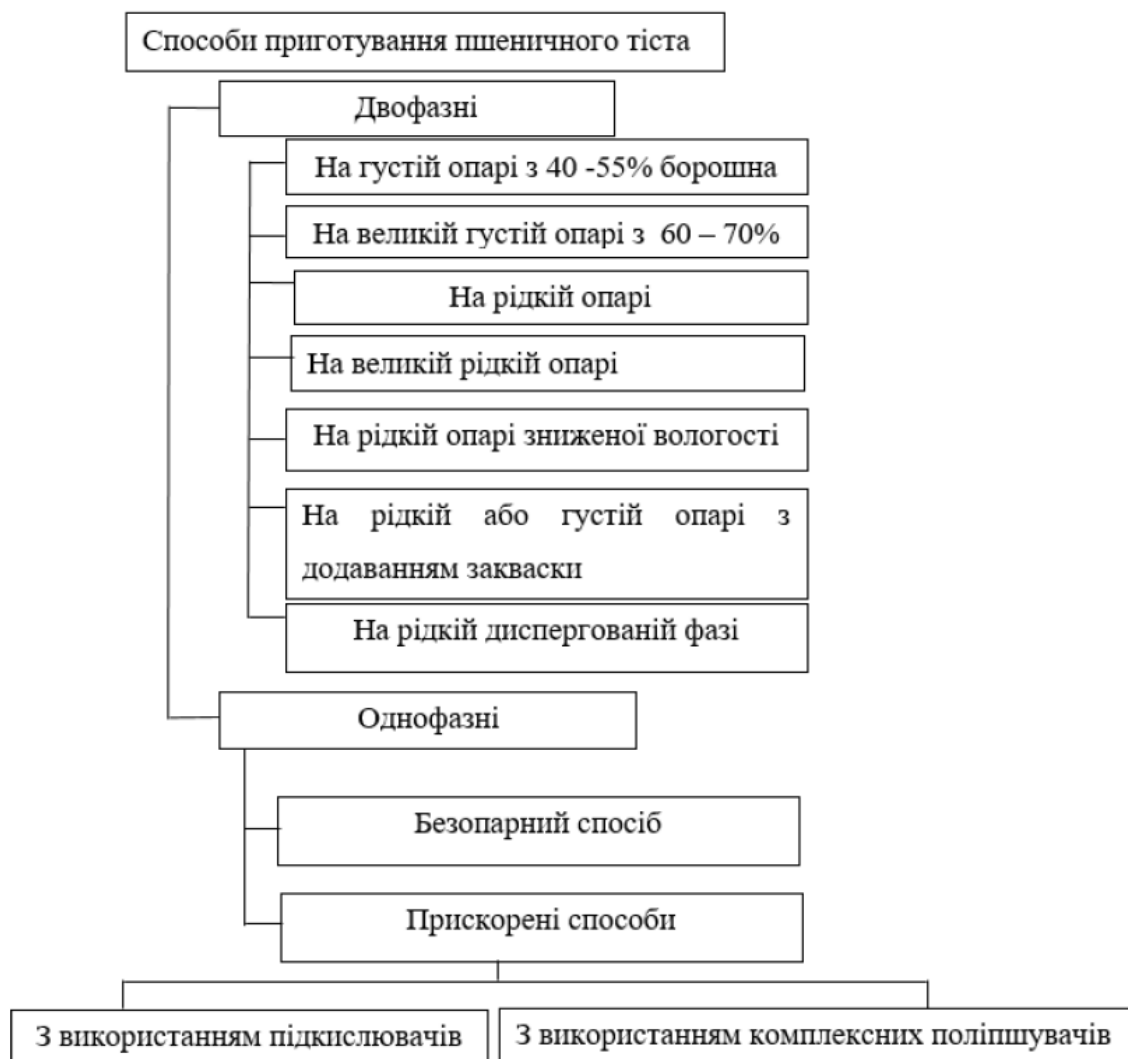 Способи приготування пшеничного тіста
Двофазні
На густій опарі з 40 -55% борошна
На великій густій опарі з 60 – 70%
На рідкій опарі
На великій рідкій опарі
На рідкій опарі зниженої вологості
На рідкій або густій опарі з
додаванням закваски
На рідкій диспергованій фазі
Однофазні
Безопарний спосіб
Прискорені способи
З використанням підкислювачів
З використанням комплексних поліпшувачів